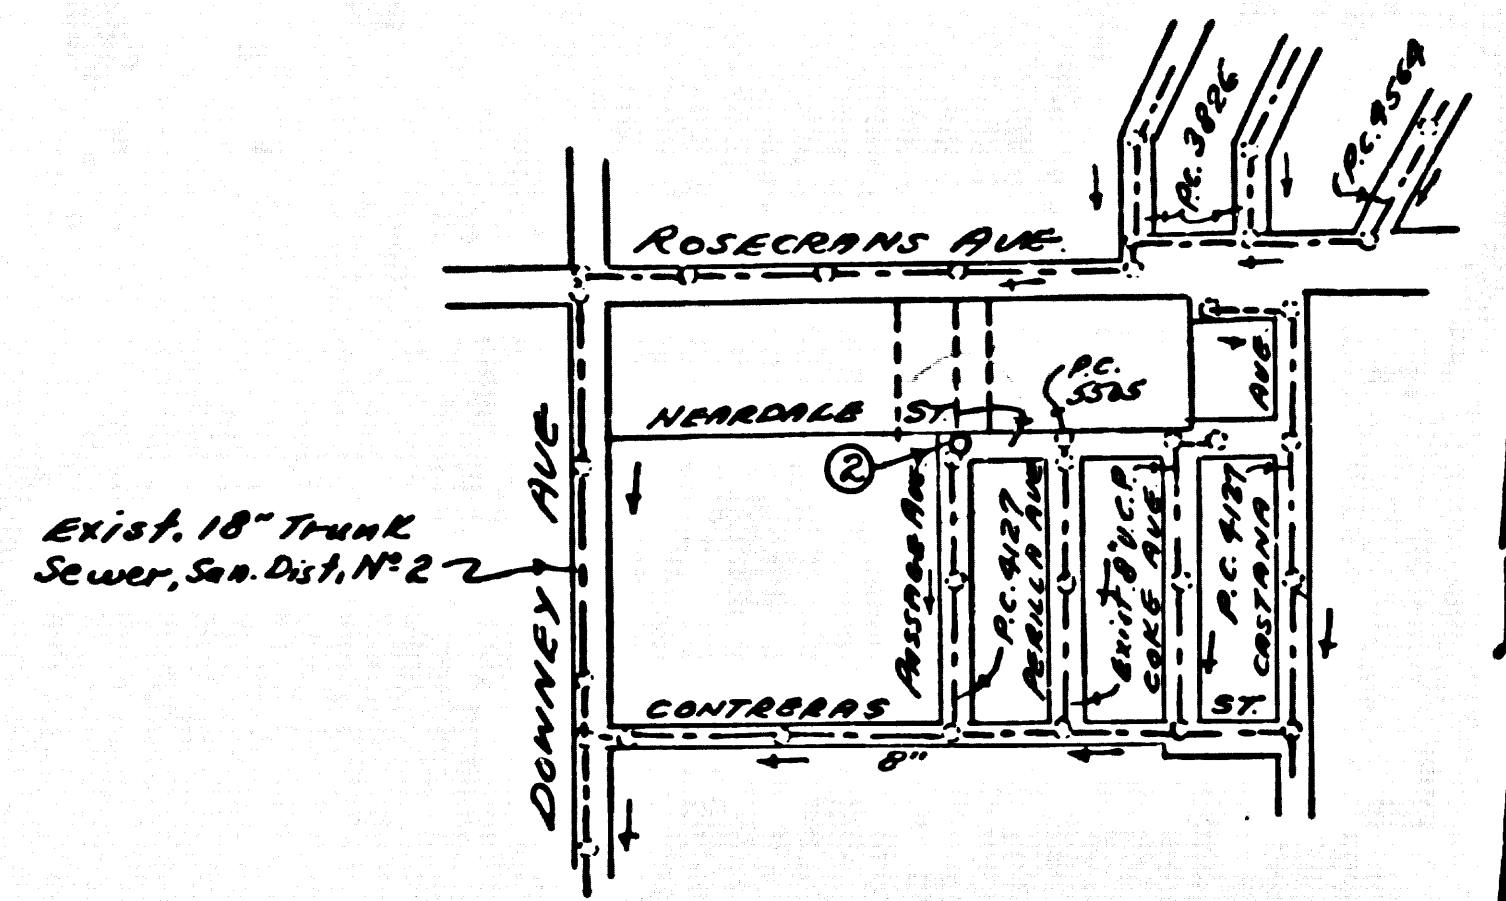 P.C. 3826
P.C. 4564
ROSECRANS AVE.
P.C.
5505
AVE
NEARDALE ST.
2
DOWNEY AVE
Exist. 18" Trunk
Sewer, San. Dist. Nº 2
PASSAGE AVE
P.C. 4127
PERILLA AVE
Exist. 8" V.C.P.
COKE AVE
P.C. 4137
CASTANA
CONTRERAS ST.
8"